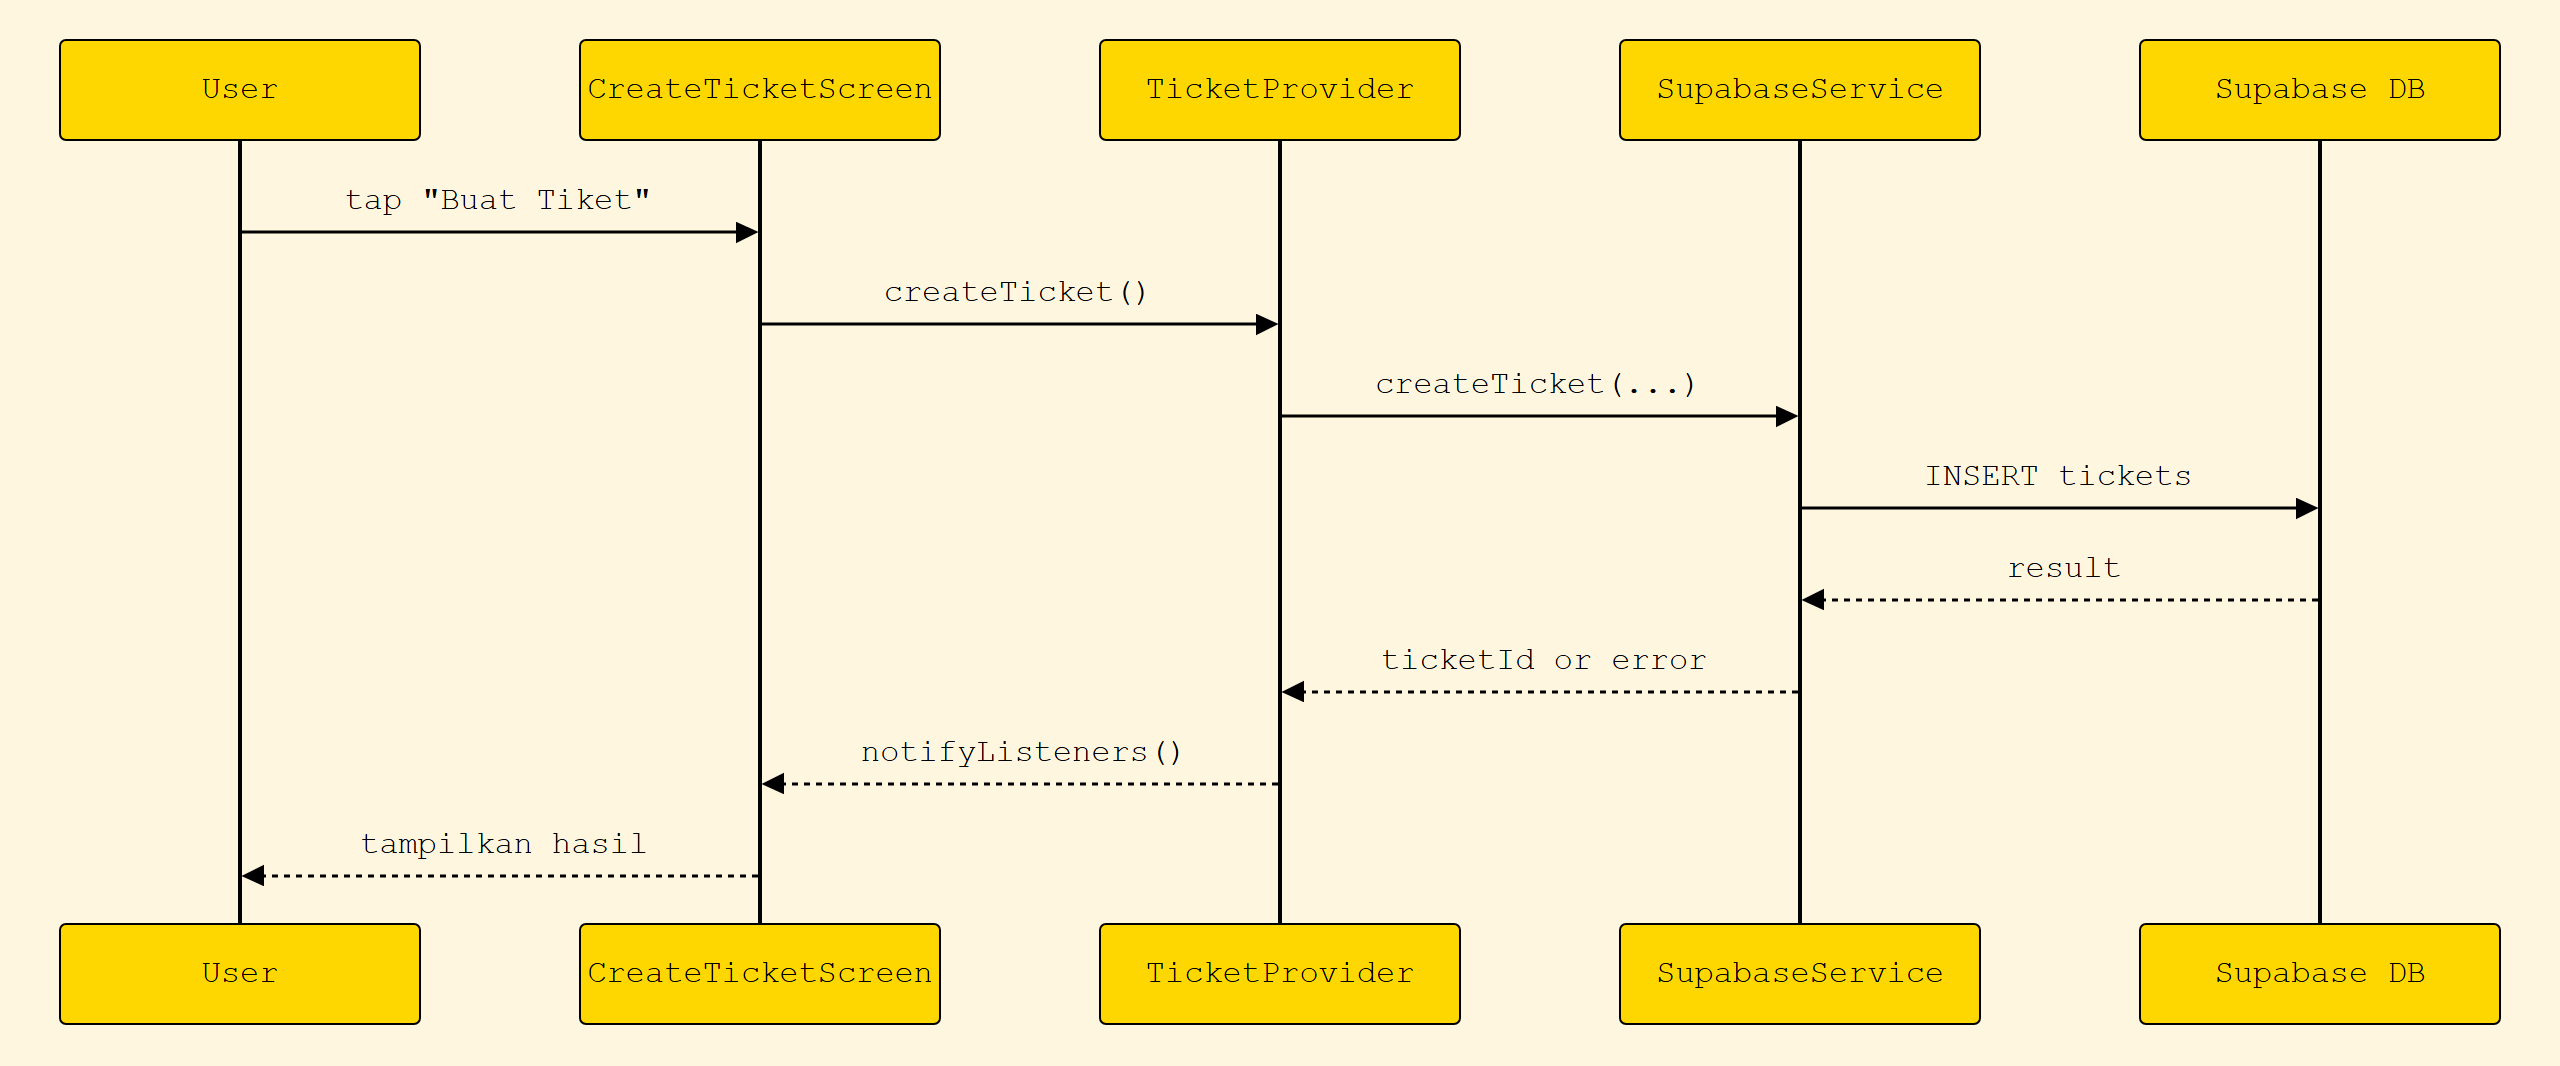 User
CreateTicketScreen
TicketProvider
SupabaseService
Supabase DB
tap "Buat Tiket"
createTicket()
createTicket(...)
INSERT tickets
result
ticketId or error
notifyListeners()
tampilkan hasil
User
CreateTicketScreen
TicketProvider
SupabaseService
Supabase DB